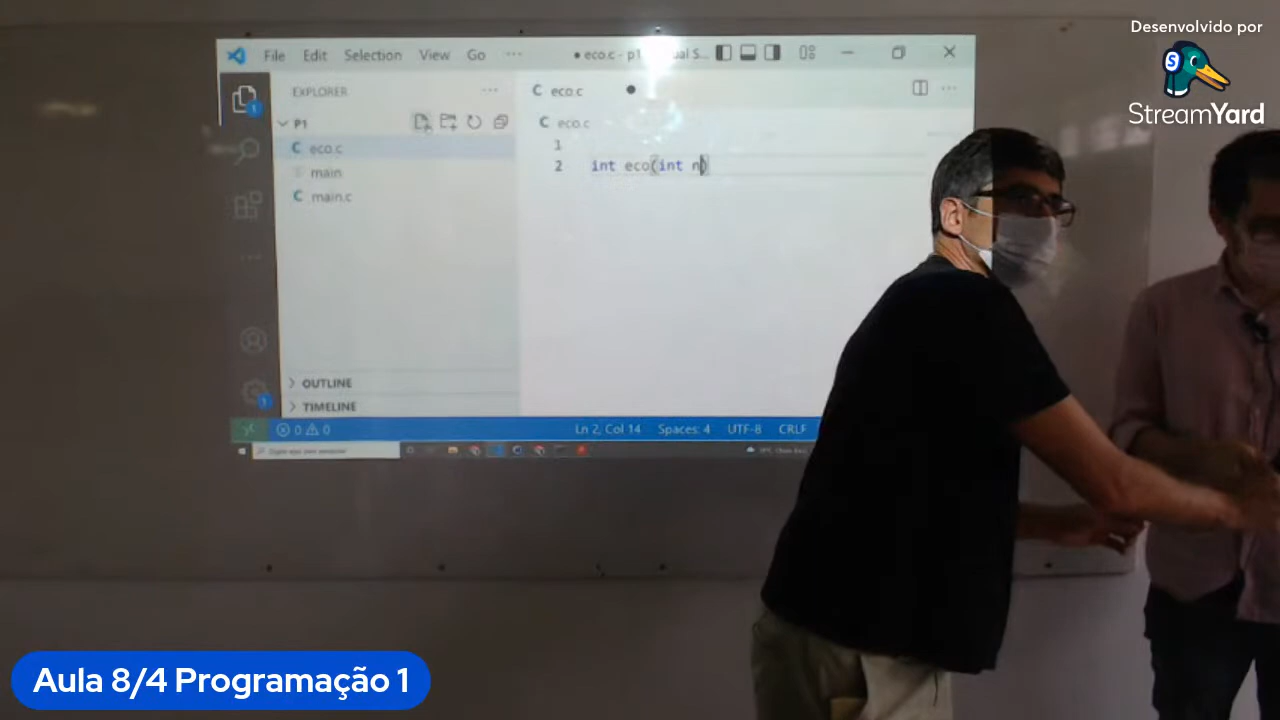 Desenvolvido por
StreamYard
File Edit Selection View Go ...
● eco.c - p1
EXPLORER
C eco.c ●
P1
C eco.c
C eco.c
1
main
2 int eco(int n)
C main.c
OUTLINE
TIMELINE
0 0 Ln 2, Col 14 Spaces: 4 UTF-8 CRLF
Aula 8/4 Programação 1